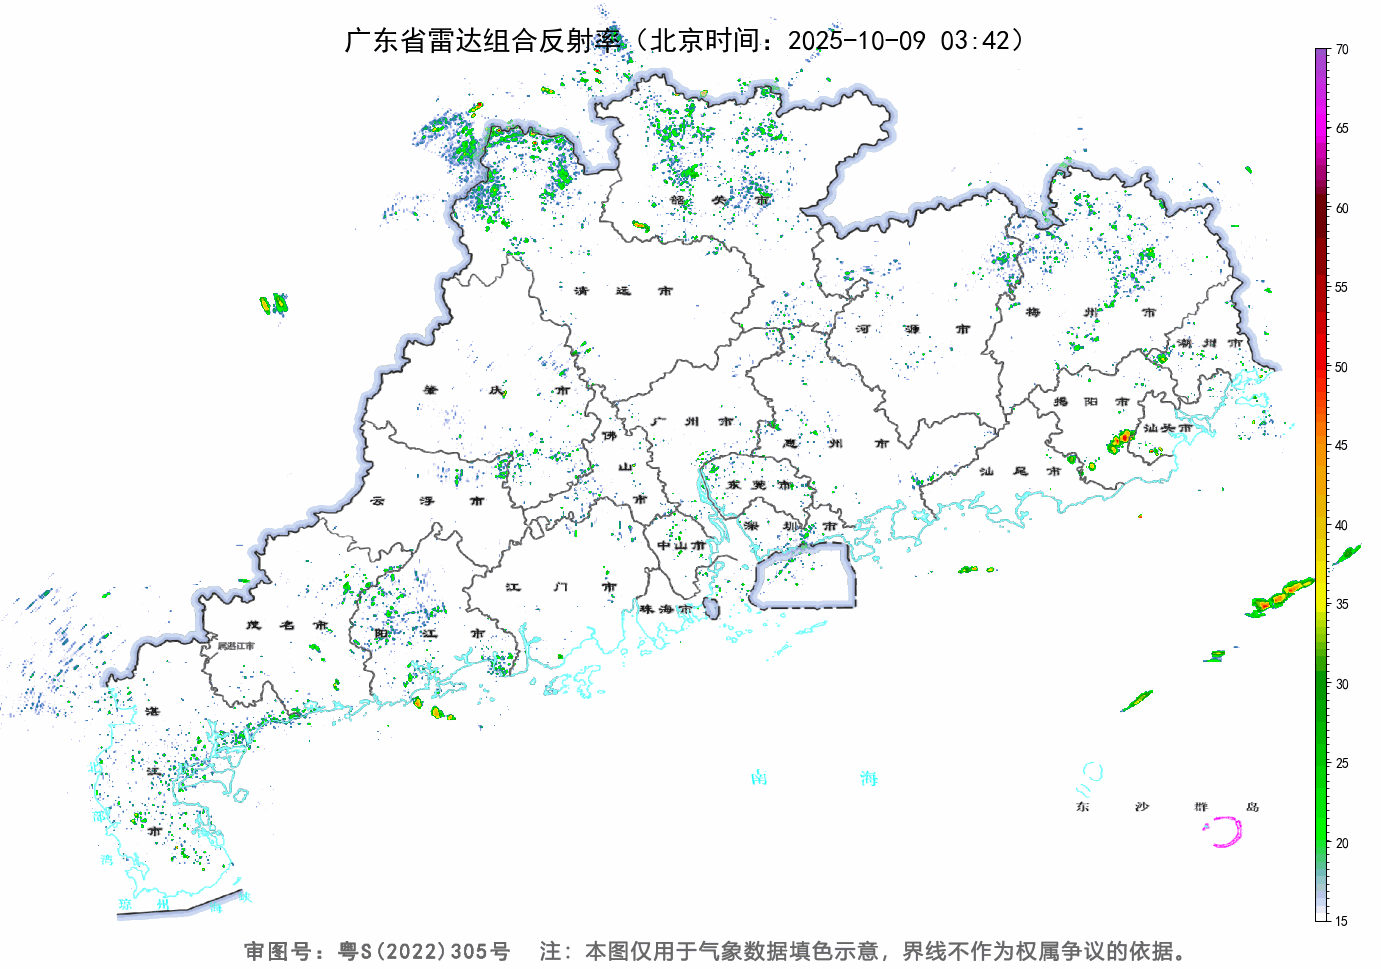 广东省雷达组合反射率（北京时间：2025-10-09 03:42）
70
65
60
55
50
45
40
35
30
25
20
15
韶关市
清远市
河源市
梅州市
潮州市
肇庆市
广州市
揭阳市
汕头市
佛山市
惠州市
汕尾市
云浮市
东莞市
深圳市
中山市
江门市
珠海市
茂名市
属湛江市
阳江市
湛江市
南海
东沙群岛
北部湾
琼州海峡
审图号：粤S(2022)305号 注：本图仅用于气象数据填色示意，界线不作为权属争议的依据。